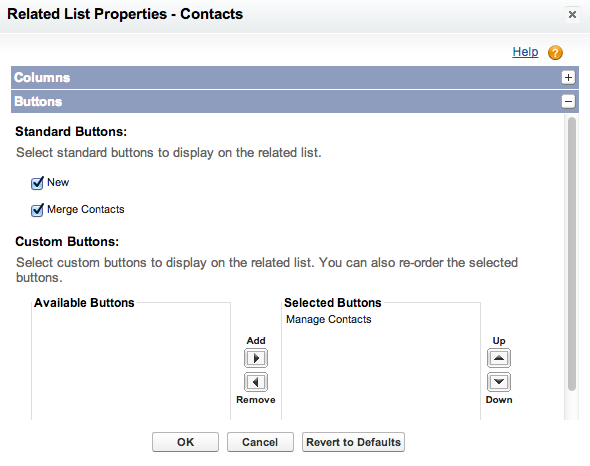 Related List Properties - Contacts
Help
Columns
Buttons
Standard Buttons:
Select standard buttons to display on the related list.
New
Merge Contacts
Custom Buttons:
Select custom buttons to display on the related list. You can also re-order the selected
buttons.
Available Buttons
Selected Buttons
Manage Contacts
Add
Remove
Up
Down
OK
Cancel
Revert to Defaults